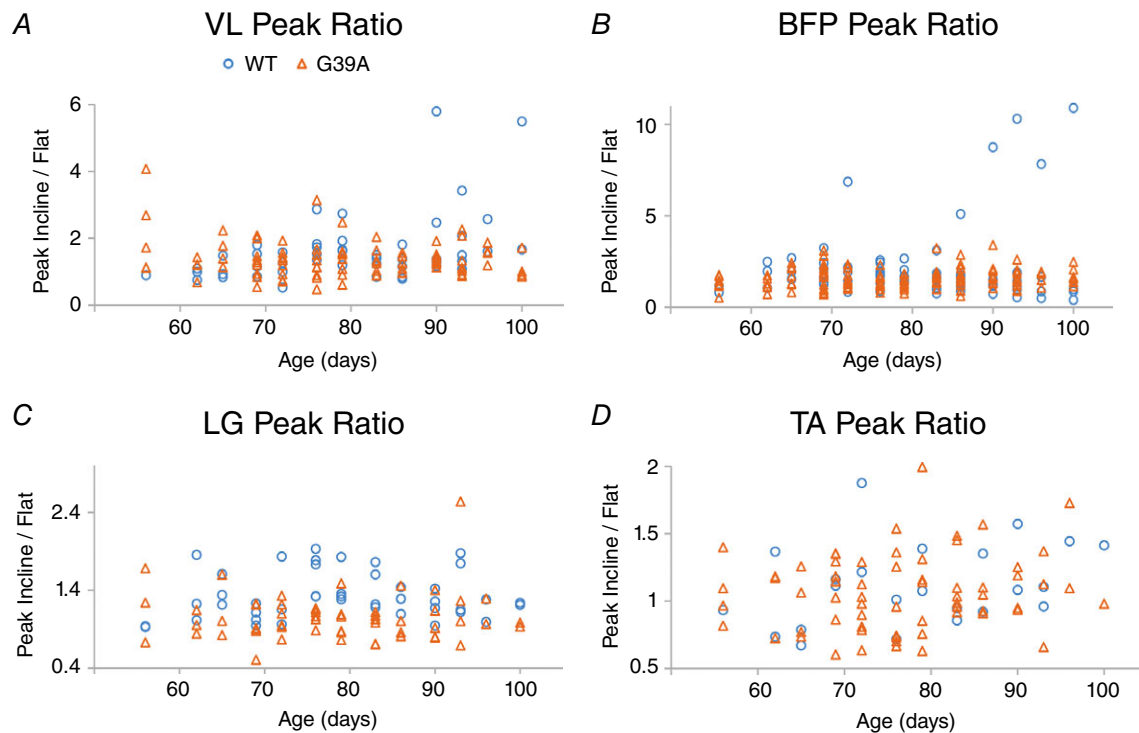 A
VL Peak Ratio
WT
G39A
Peak Incline / Flat
6
4
2
0
60
70
80
90
100
Age (days)
B
BFP Peak Ratio
Peak Incline / Flat
10
5
0
60
70
80
90
100
Age (days)
C
LG Peak Ratio
Peak Incline / Flat
2.4
1.4
0.4
60
70
80
90
100
Age (days)
D
TA Peak Ratio
Peak Incline / Flat
2
1.5
1
0.5
60
70
80
90
100
Age (days)